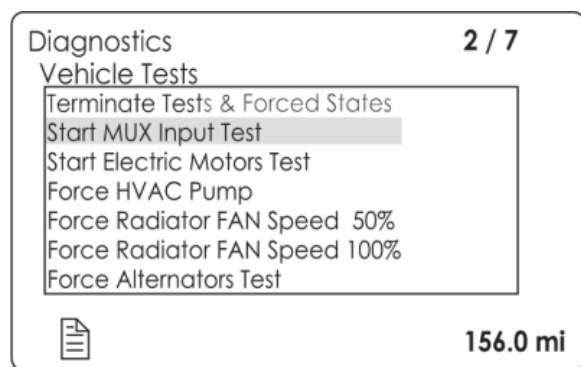 Diagnostics 2 / 7
Vehicle Tests
Terminate Tests & Forced States
Start MUX Input Test
Start Electric Motors Test
Force HVAC Pump
Force Radiator FAN Speed 50%
Force Radiator FAN Speed 100%
Force Alternators Test
156.0 mi